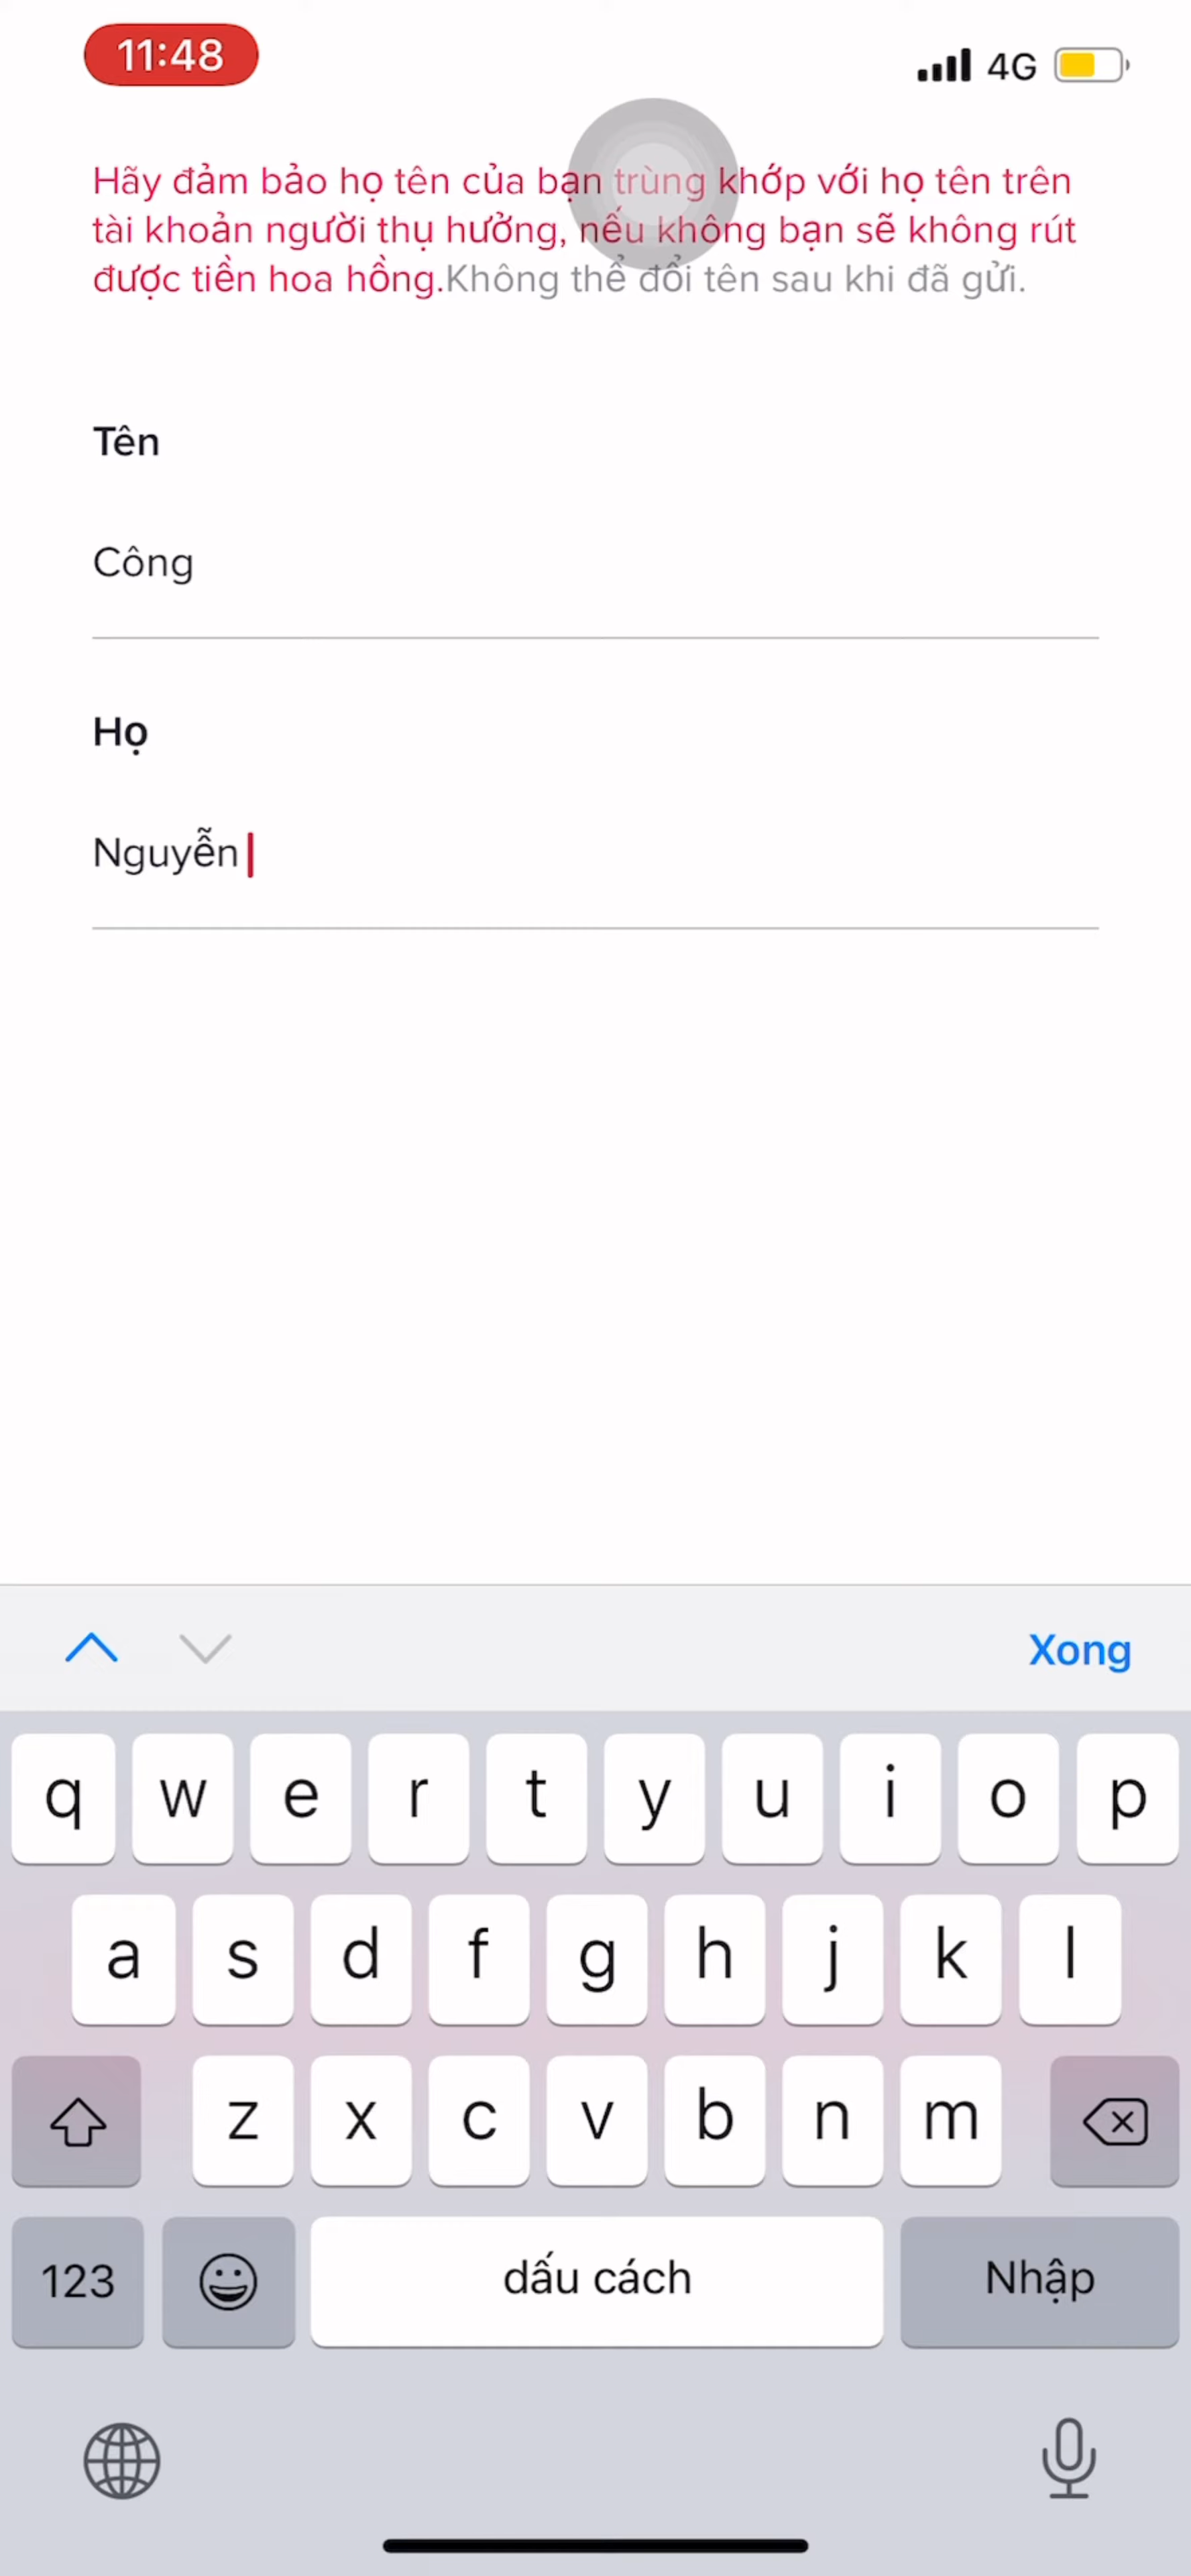 11:48
4G
Hãy đảm bảo họ tên của bạn trùng khớp với họ tên trên
tài khoản người thụ hưởng, nếu không bạn sẽ không rút
được tiền hoa hồng.Không thể đổi tên sau khi đã gửi.
Tên
Công
Họ
Nguyễn
Xong
q w e r t y u i o p
a s d f g h j k l
z x c v b n m
123 dấu cách Nhập